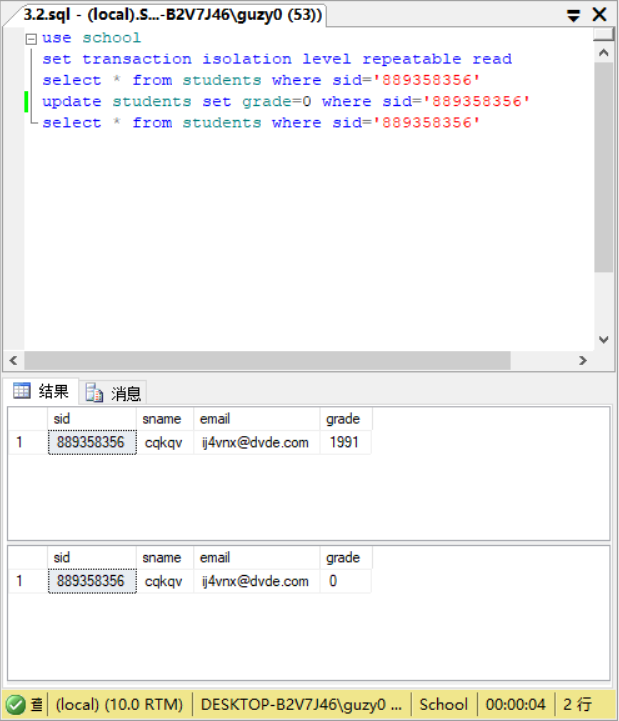 3.2.sql - (local).S...-B2V7J46\guzy0 (53))
use school
set transaction isolation level repeatable read
select * from students where sid='889358356'
update students set grade=0 where sid='889358356'
select * from students where sid='889358356'
结果 消息
sid sname email grade
1 889358356 cqkqv ij4vnx@dvde.com 1991
sid sname email grade
1 889358356 cqkqv ij4vnx@dvde.com 0
(local) (10.0 RTM) DESKTOP-B2V7J46\guzy0 ... School 00:00:04 2 行